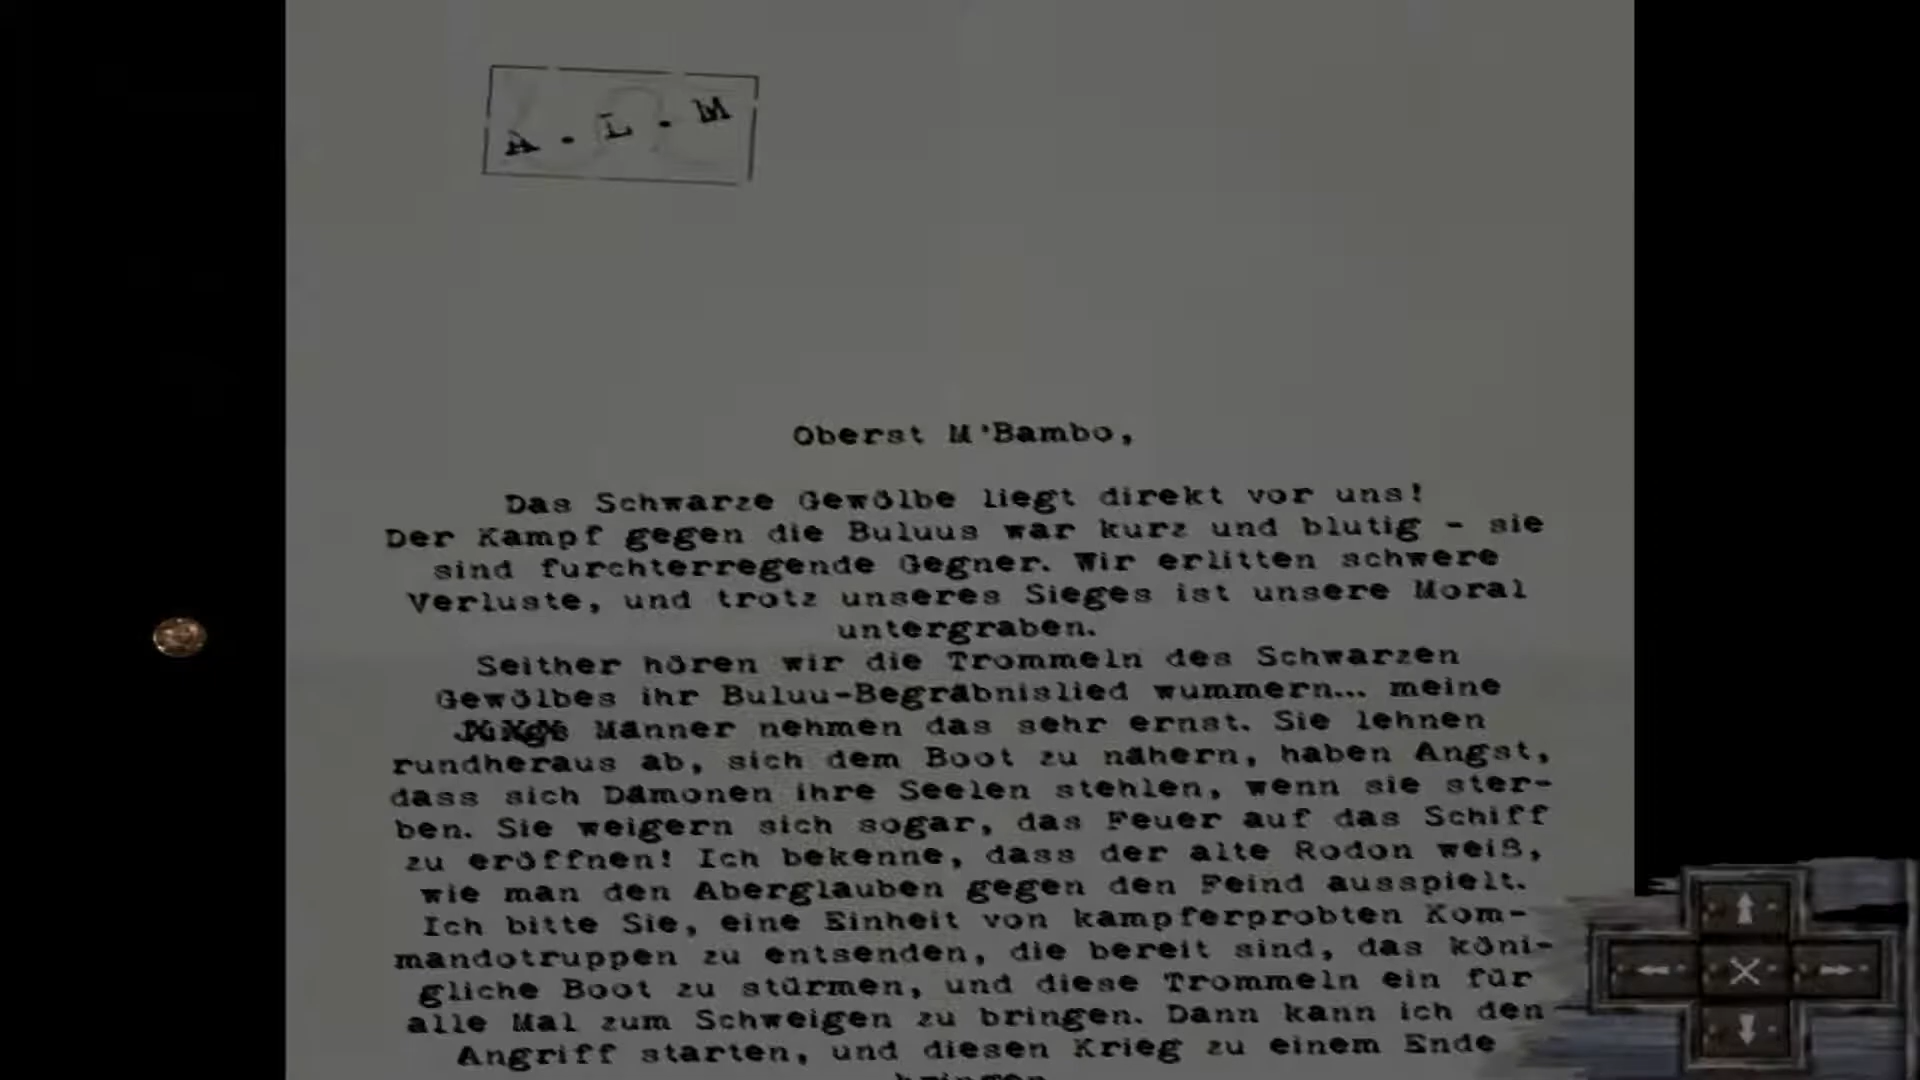 A . L . M
Oberst M'Bambo,
Das Schwarze Gewölbe liegt direkt vor uns!
Der Kampf gegen die Buluus war kurz und blutig - sie
sind furchterregende Gegner. Wir erlitten schwere
Verluste, und trotz unseres Sieges ist unsere Moral
untergraben.
Seither hören wir die Trommeln des Schwarzen
Gewölbes ihr Buluu-Begräbnislied wummern... meine
Männer nehmen das sehr ernst. Sie lehnen
rundheraus ab, sich dem Boot zu nähern, haben Angst,
dass sich Dämonen ihre Seelen stehlen, wenn sie ster-
ben. Sie weigern sich sogar, das Feuer auf das Schiff
zu eröffnen! Ich bekenne, dass der alte Rodon weiß,
wie man den Aberglauben gegen den Feind ausspielt.
Ich bitte Sie, eine Einheit von kampferprobten Kom-
mandotruppen zu entsenden, die bereit sind, das köni-
gliche Boot zu stürmen, und diese Trommeln ein für
alle Mal zum Schweigen zu bringen. Dann kann ich den
Angriff starten, und diesen Krieg zu einem Ende